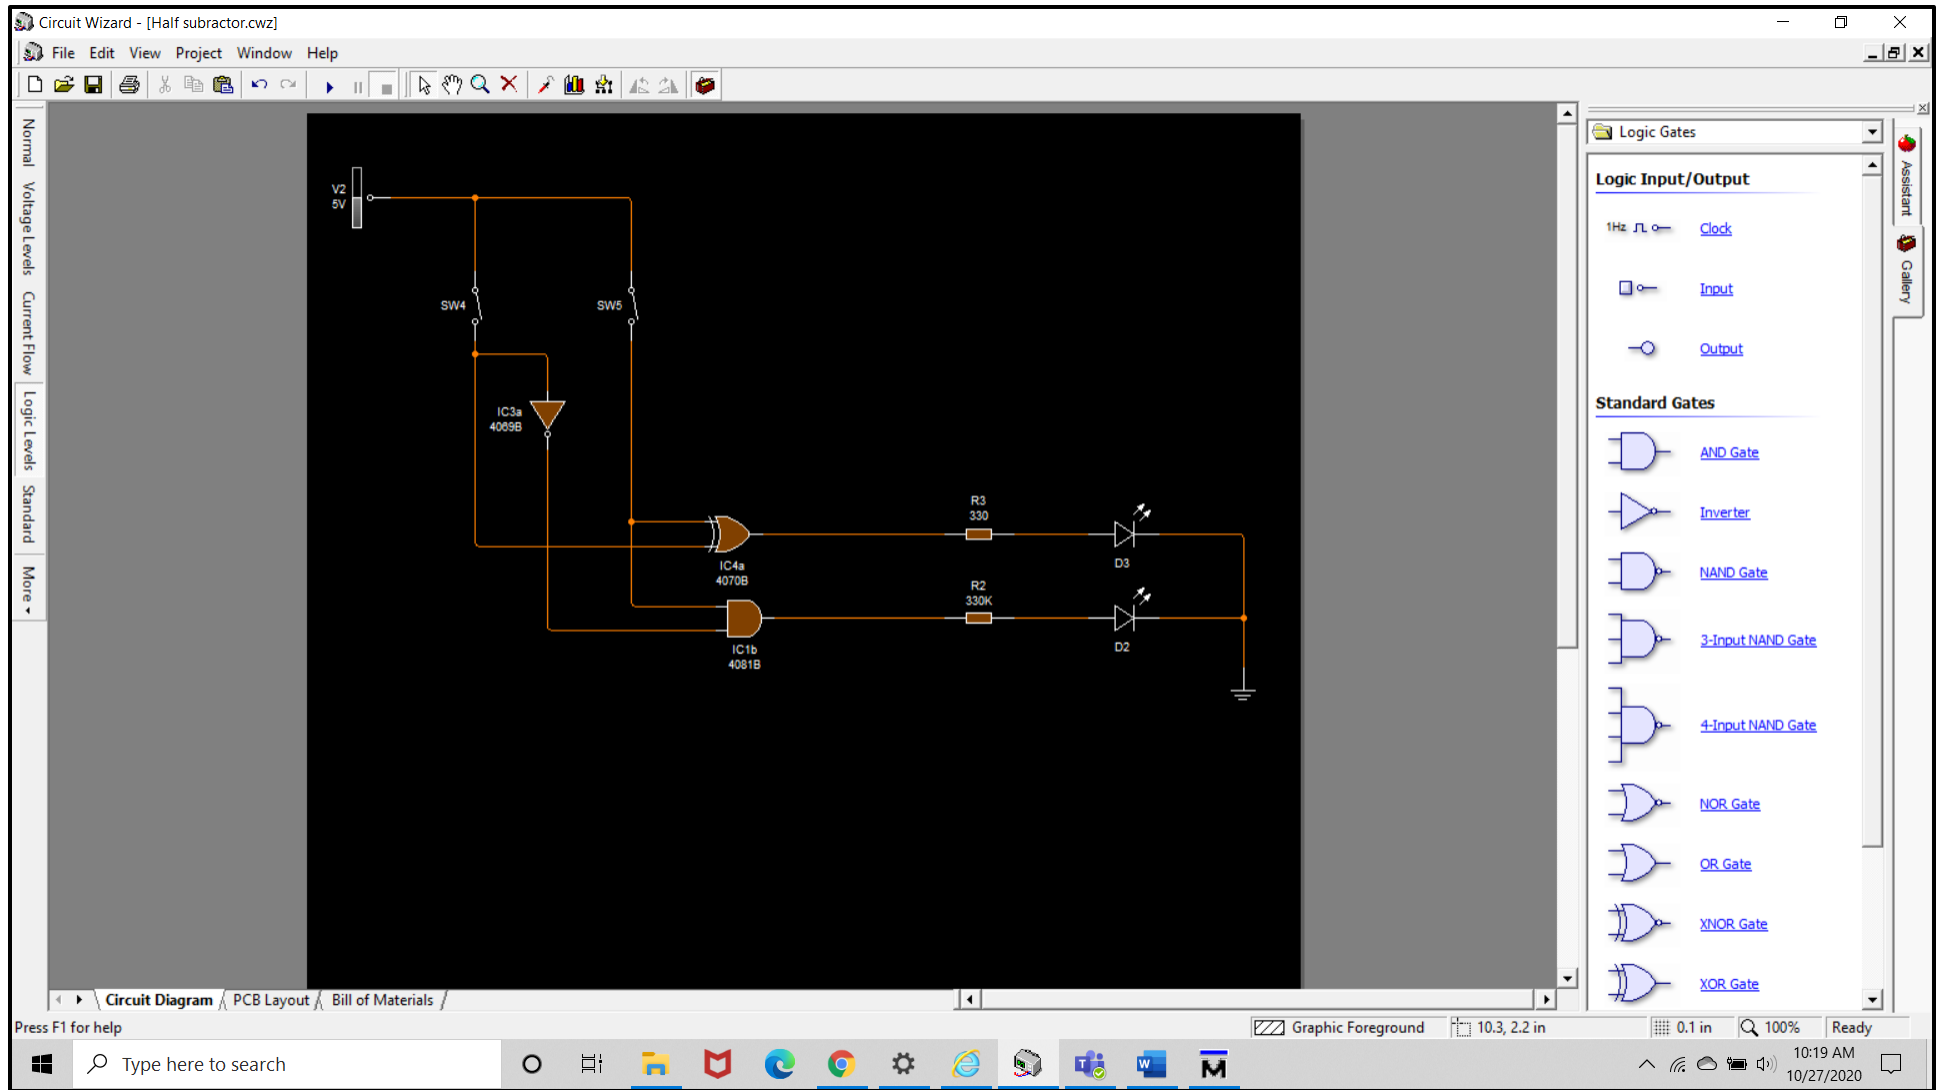 Circuit Wizard - [Half subractor.cwz]
File Edit View Project Window Help
Normal
Voltage Levels
Current Flow
Logic Levels
Standard
More
V2
5V
SW4
SW5
IC3a
4069B
IC4a
4070B
IC1b
4081B
R3
330
D3
R2
330K
D2
Logic Gates
Logic Input/Output
1Hz Clock
Input
Output
Standard Gates
AND Gate
Inverter
NAND Gate
3-Input NAND Gate
4-Input NAND Gate
NOR Gate
OR Gate
XNOR Gate
XOR Gate
Assistant
Gallery
Circuit Diagram PCB Layout Bill of Materials
Press F1 for help
Graphic Foreground 10.3, 2.2 in 0.1 in 100% Ready
Type here to search
10:19 AM
10/27/2020